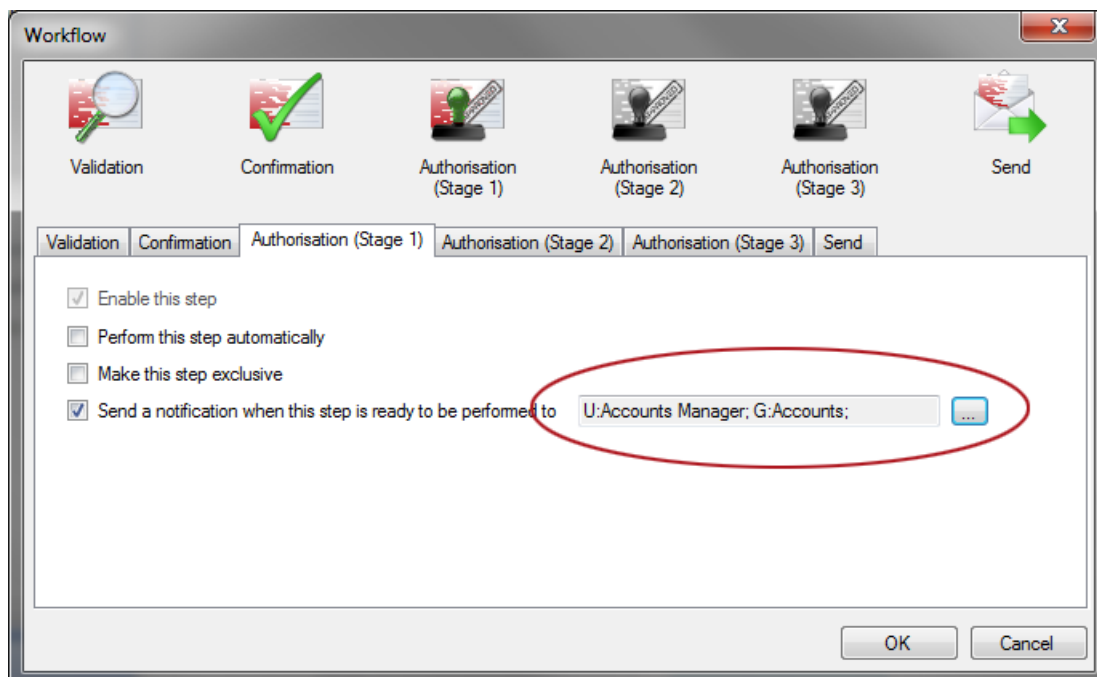 Workflow
Validation
Confirmation
Authorisation
(Stage 1)
Authorisation
(Stage 2)
Authorisation
(Stage 3)
Send
Validation
Confirmation
Authorisation (Stage 1)
Authorisation (Stage 2)
Authorisation (Stage 3)
Send
Enable this step
Perform this step automatically
Make this step exclusive
Send a notification when this step is ready to be performed to
U:Accounts Manager; G:Accounts;
...
OK
Cancel